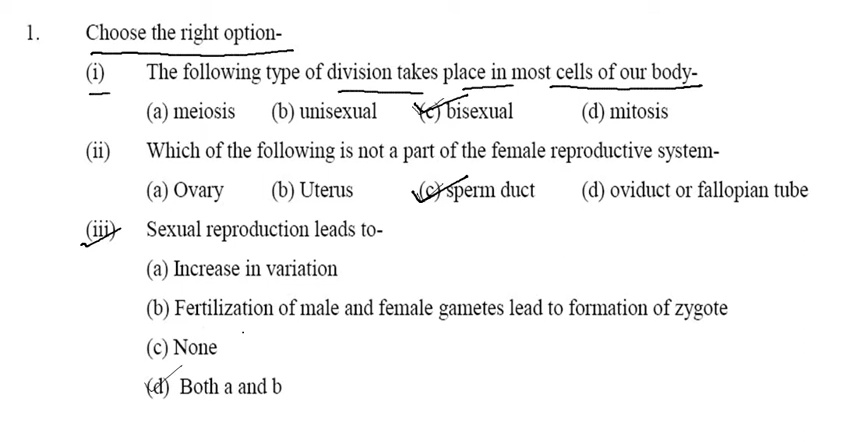 1. Choose the right option-
(i) The following type of division takes place in most cells of our body-
(a) meiosis (b) unisexual (c) bisexual (d) mitosis
(ii) Which of the following is not a part of the female reproductive system-
(a) Ovary (b) Uterus (c) sperm duct (d) oviduct or fallopian tube
(iii) Sexual reproduction leads to-
(a) Increase in variation
(b) Fertilization of male and female gametes lead to formation of zygote
(c) None
(d) Both a and b